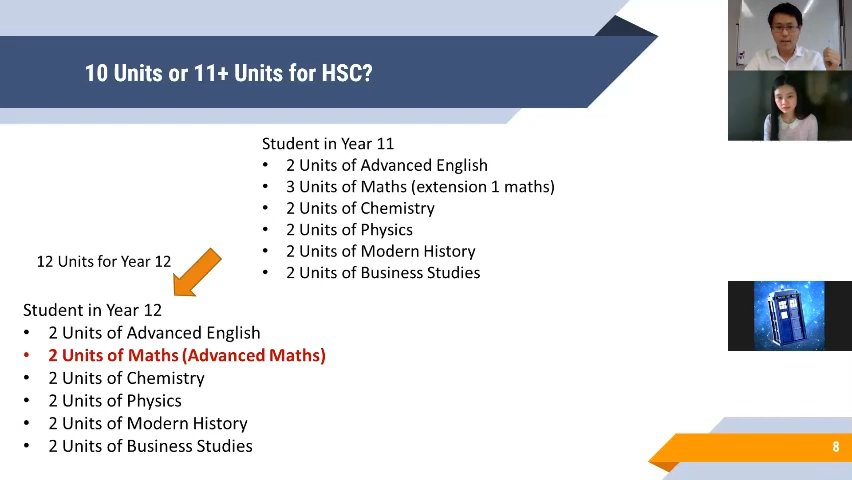 10 Units or 11+ Units for HSC?
Student in Year 11
• 2 Units of Advanced English
• 3 Units of Maths (extension 1 maths)
• 2 Units of Chemistry
• 2 Units of Physics
• 2 Units of Modern History
• 2 Units of Business Studies
12 Units for Year 12
Student in Year 12
• 2 Units of Advanced English
• 2 Units of Maths (Advanced Maths)
• 2 Units of Chemistry
• 2 Units of Physics
• 2 Units of Modern History
• 2 Units of Business Studies
8